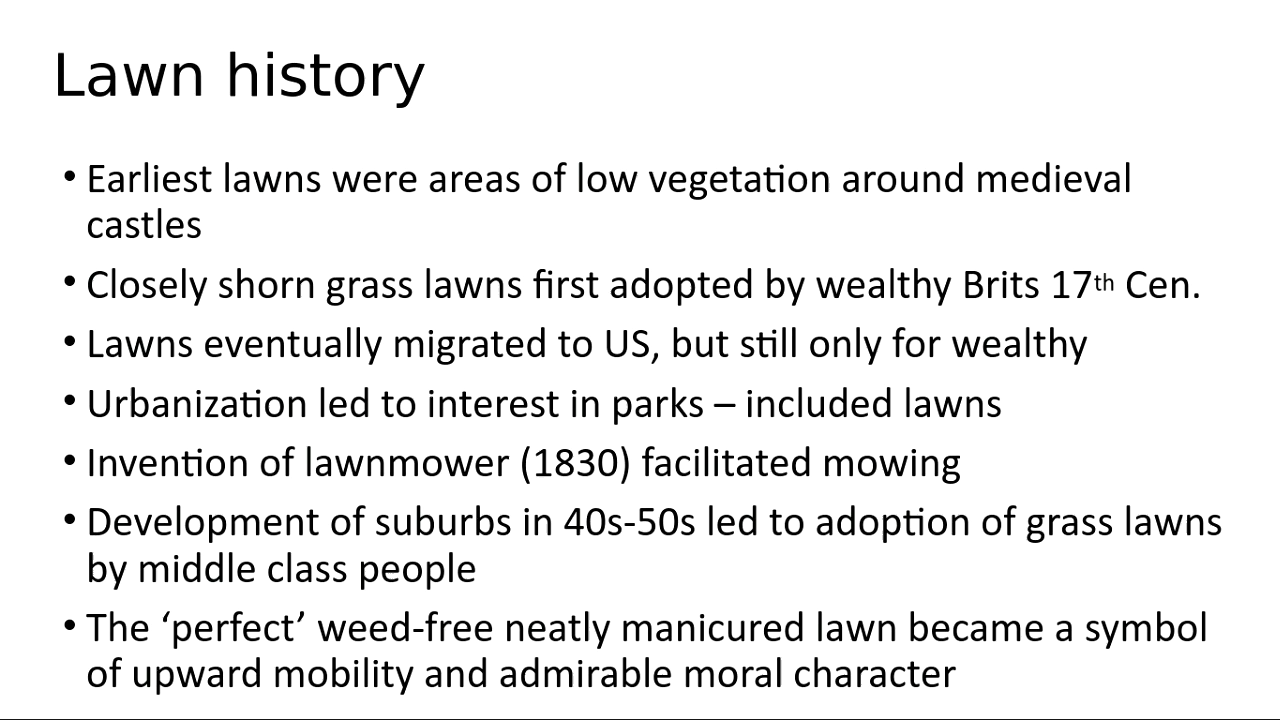 Lawn history
• Earliest lawns were areas of low vegetation around medieval
castles
• Closely shorn grass lawns first adopted by wealthy Brits 17th Cen.
• Lawns eventually migrated to US, but still only for wealthy
• Urbanization led to interest in parks – included lawns
• Invention of lawnmower (1830) facilitated mowing
• Development of suburbs in 40s-50s led to adoption of grass lawns
by middle class people
• The ‘perfect’ weed-free neatly manicured lawn became a symbol
of upward mobility and admirable moral character